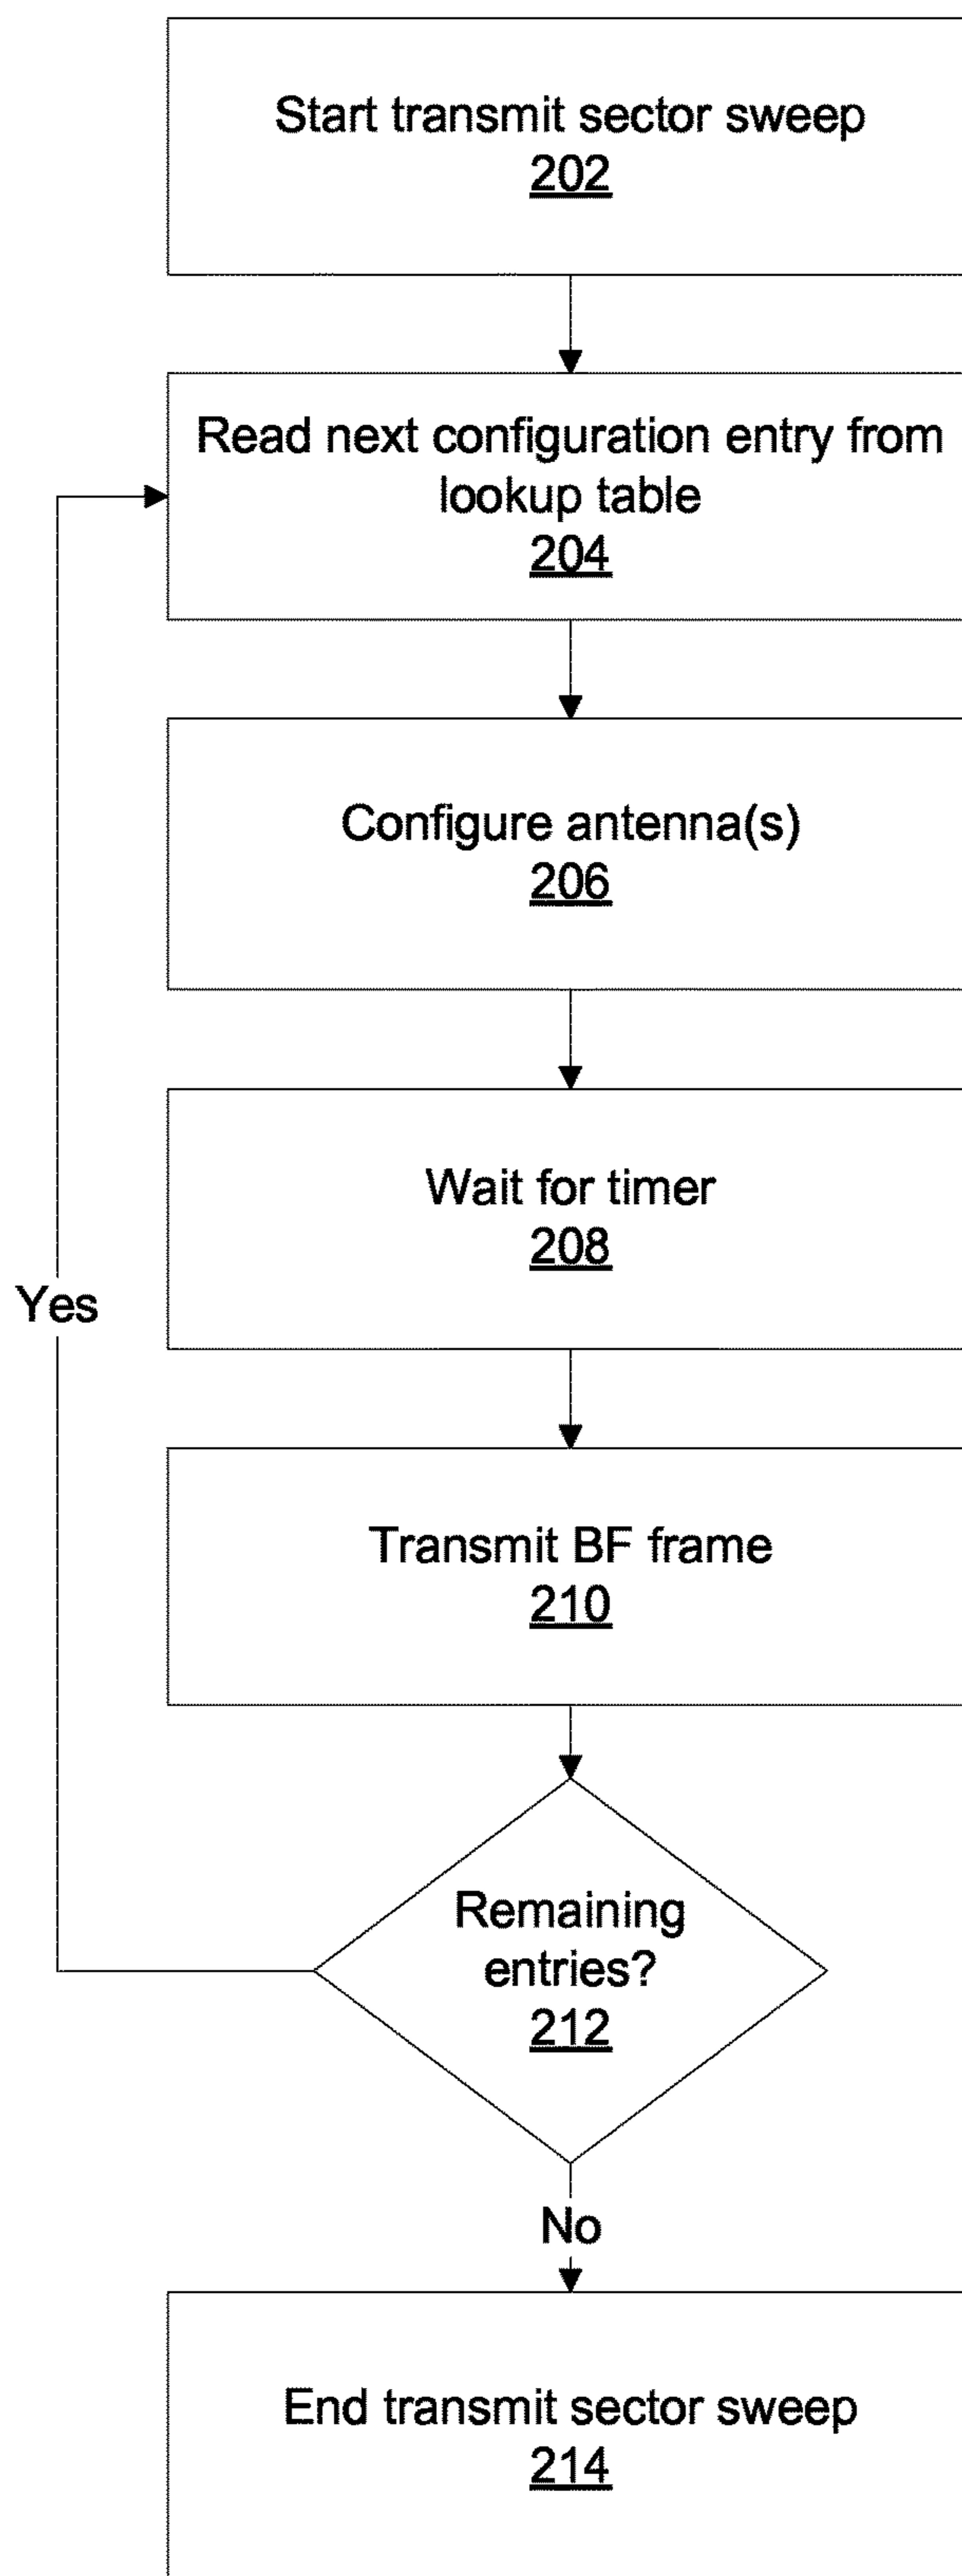 Start transmit sector sweep
202
Read next configuration entry from
lookup table
204
Configure antenna(s)
206
Wait for timer
208
Yes
Transmit BF frame
210
Remaining
entries?
212
No
End transmit sector sweep
214